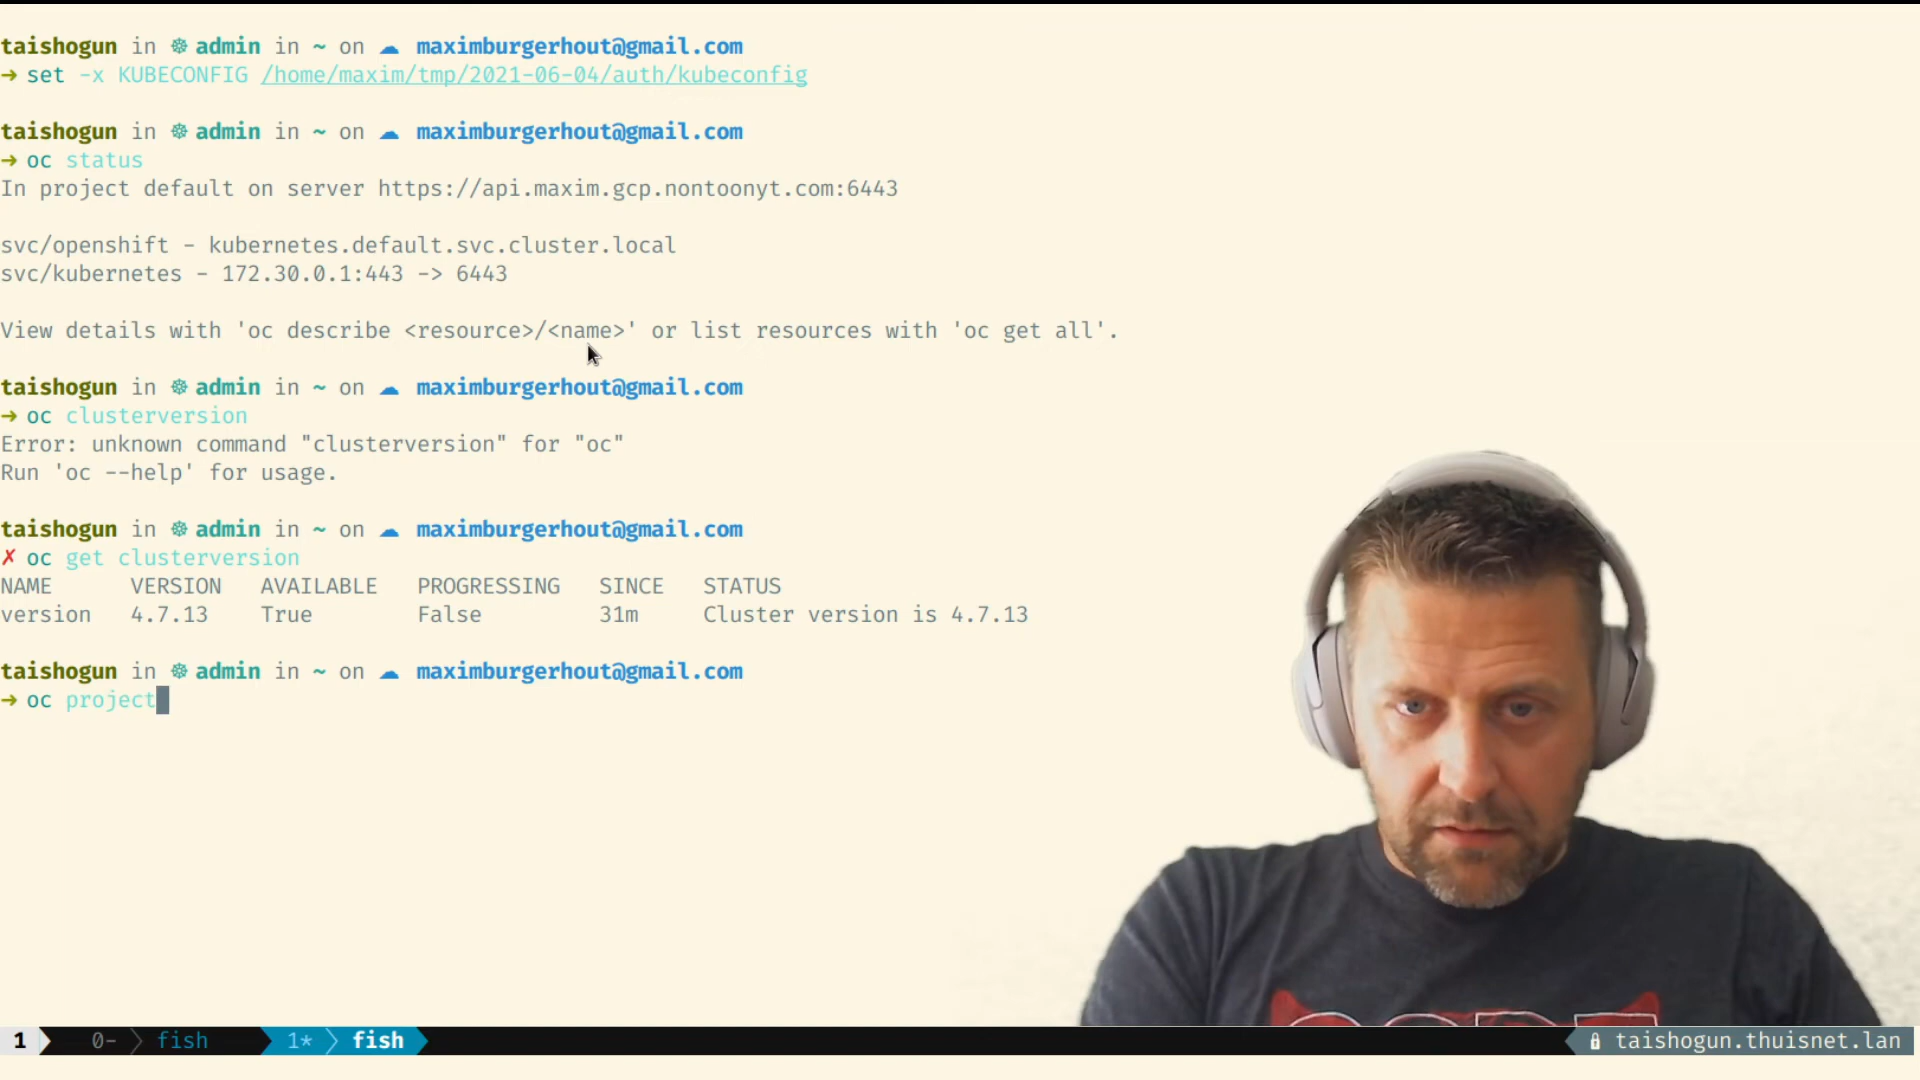 taishogun in ☸ admin in ~ on ☁ maximburgerhout@gmail.com
➜ set -x KUBECONFIG /home/maxim/tmp/2021-06-04/auth/kubeconfig
taishogun in ☸ admin in ~ on ☁ maximburgerhout@gmail.com
➜ oc status
In project default on server https://api.maxim.gcp.nontoonyt.com:6443
svc/openshift - kubernetes.default.svc.cluster.local
svc/kubernetes - 172.30.0.1:443 -> 6443
View details with 'oc describe <resource>/<name>' or list resources with 'oc get all'.
taishogun in ☸ admin in ~ on ☁ maximburgerhout@gmail.com
➜ oc clusterversion
Error: unknown command "clusterversion" for "oc"
Run 'oc --help' for usage.
taishogun in ☸ admin in ~ on ☁ maximburgerhout@gmail.com
✗ oc get clusterversion
NAME VERSION AVAILABLE PROGRESSING SINCE STATUS
version 4.7.13 True False 31m Cluster version is 4.7.13
taishogun in ☸ admin in ~ on ☁ maximburgerhout@gmail.com
➜ oc project
1 0- fish 1* fish taishogun.thuisnet.lan